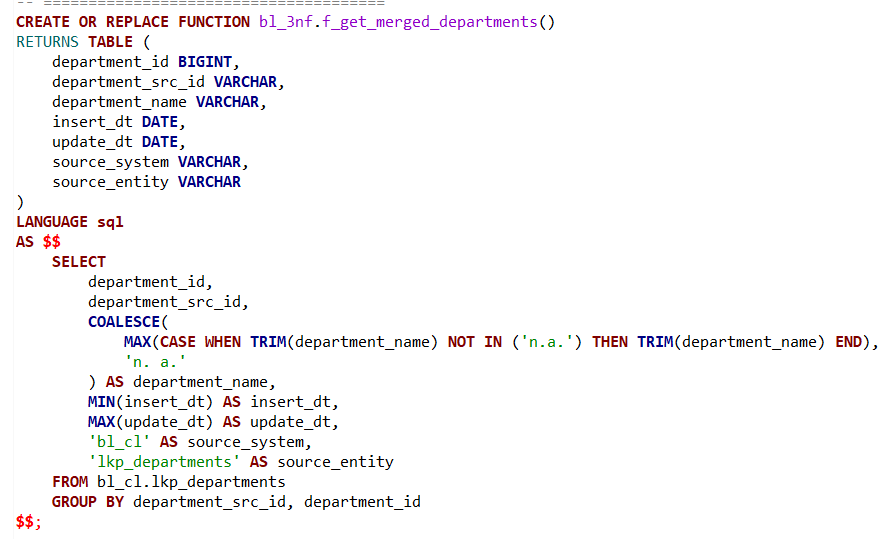 -- ======================================
CREATE OR REPLACE FUNCTION bl_3nf.f_get_merged_departments()
RETURNS TABLE (
    department_id BIGINT,
    department_src_id VARCHAR,
    department_name VARCHAR,
    insert_dt DATE,
    update_dt DATE,
    source_system VARCHAR,
    source_entity VARCHAR
)
LANGUAGE sql
AS $$
    SELECT
        department_id,
        department_src_id,
        COALESCE(
            MAX(CASE WHEN TRIM(department_name) NOT IN ('n.a.') THEN TRIM(department_name) END),
            'n. a.'
        ) AS department_name,
        MIN(insert_dt) AS insert_dt,
        MAX(update_dt) AS update_dt,
        'bl_cl' AS source_system,
        'lkp_departments' AS source_entity
    FROM bl_cl.lkp_departments
    GROUP BY department_src_id, department_id
$$;